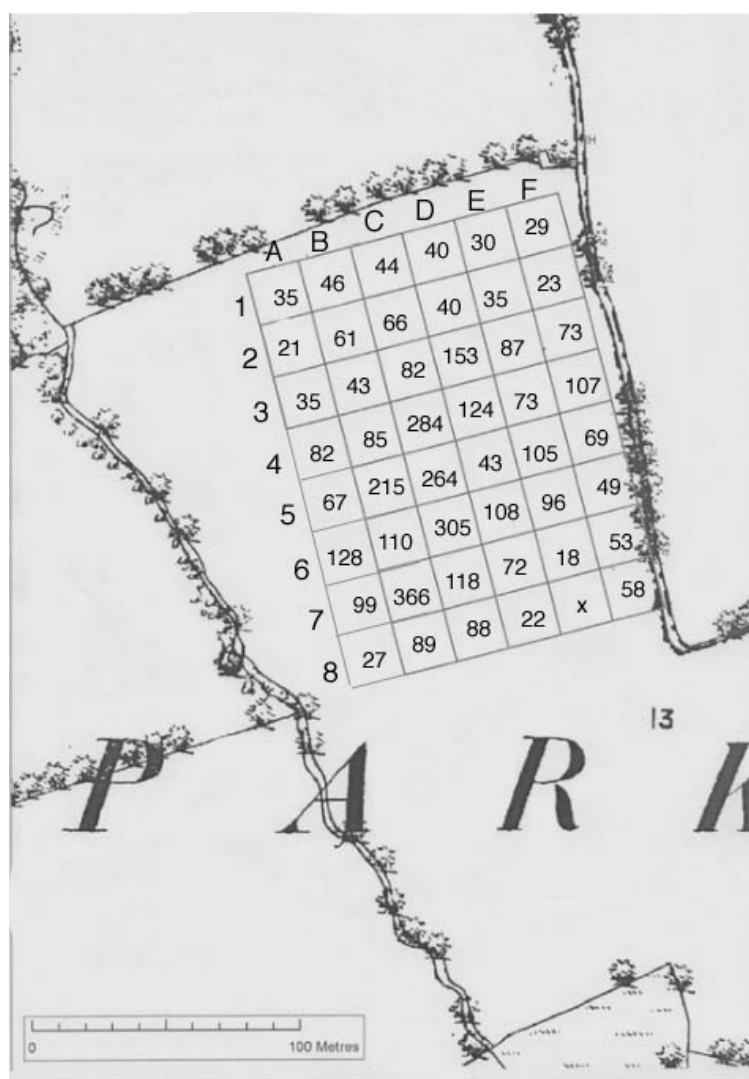 A B C D E F
1 35 46 44 40 30 29
2 21 61 66 40 35 23
3 35 43 82 153 87 73
4 82 85 284 124 73 107
5 67 215 264 43 105 69
6 128 110 305 108 96 49
7 99 366 118 72 18 53
8 27 89 88 22 x 58
13
P A R K
0 100 Metres